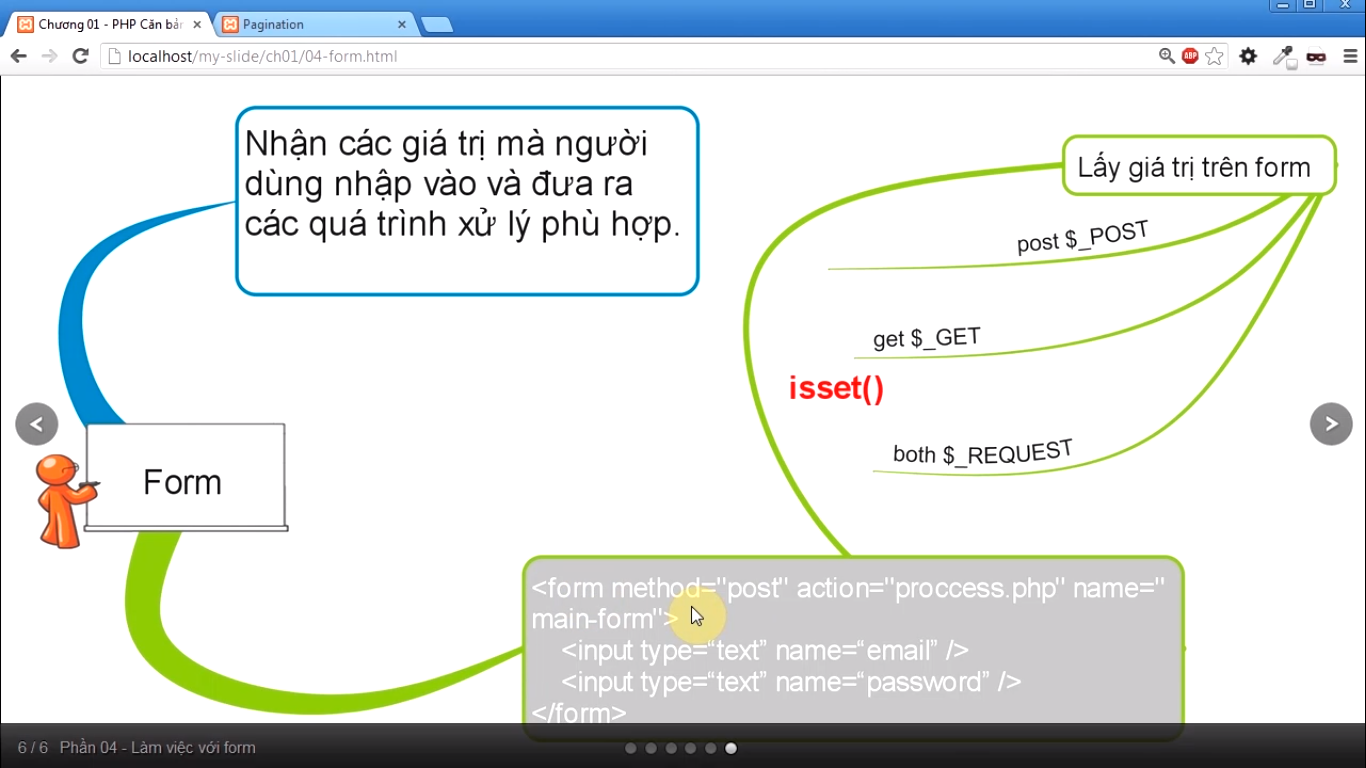 Chương 01 - PHP Căn bản
Pagination
localhost/my-slide/ch01/04-form.html
ABP
Nhận các giá trị mà người
dùng nhập vào và đưa ra
các quá trình xử lý phù hợp.
Lấy giá trị trên form
post $_POST
get $_GET
isset()
both $_REQUEST
Form
<form method="post" action="proccess.php" name="
main-form">
<input type=“text” name=“email” />
<input type=“text” name=“password” />
</form>
6 / 6 Phần 04 - Làm việc với form